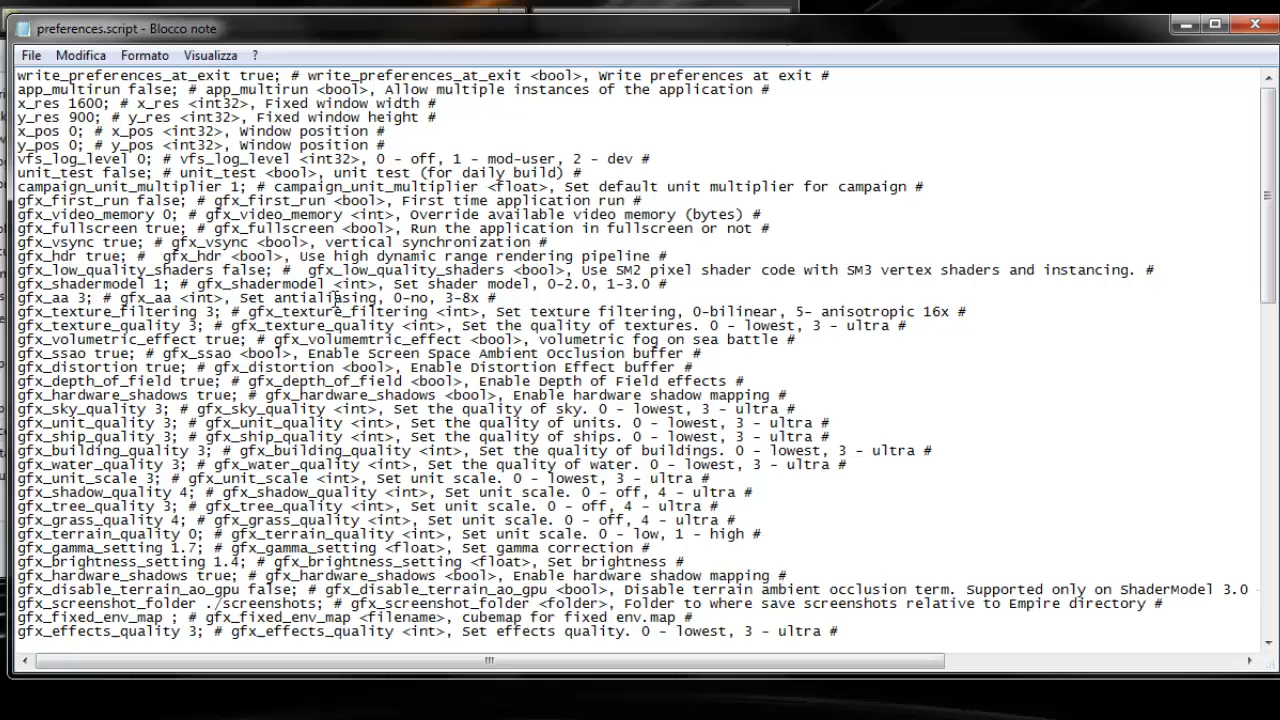 preferences.script - Blocco note
File Modifica Formato Visualizza ?
write_preferences_at_exit true; # write_preferences_at_exit <bool>, Write preferences at exit #
app_multirun false; # app_multirun <bool>, Allow multiple instances of the application #
x_res 1600; # x_res <int32>, Fixed window width #
y_res 900; # y_res <int32>, Fixed window height #
x_pos 0; # x_pos <int32>, Window position #
y_pos 0; # y_pos <int32>, Window position #
vfs_log_level 0; # vfs_log_level <int32>, 0 - off, 1 - mod-user, 2 - dev #
unit_test false; # unit_test <bool>, unit test (for daily build) #
campaign_unit_multiplier 1; # campaign_unit_multiplier <float>, Set default unit multiplier for campaign #
gfx_first_run false; # gfx_first_run <bool>, First time application run #
gfx_video_memory 0; # gfx_video_memory <int>, Override available video memory (bytes) #
gfx_fullscreen true; # gfx_fullscreen <bool>, Run the application in fullscreen or not #
gfx_vsync true; # gfx_vsync <bool>, vertical synchronization #
gfx_hdr true; #  gfx_hdr <bool>, Use high dynamic range rendering pipeline #
gfx_low_quality_shaders false; #  gfx_low_quality_shaders <bool>, Use SM2 pixel shader code with SM3 vertex shaders and instancing. #
gfx_shadermodel 1; # gfx_shadermodel <int>, Set shader model, 0-2.0, 1-3.0 #
gfx_aa 3; # gfx_aa <int>, Set antialiasing, 0-no, 3-8x #
gfx_texture_filtering 3; # gfx_texture_filtering <int>, Set texture filtering, 0-bilinear, 5- anisotropic 16x #
gfx_texture_quality 3; # gfx_texture_quality <int>, Set the quality of textures. 0 - lowest, 3 - ultra #
gfx_volumetric_effect true; # gfx_volumemtric_effect <bool>, volumetric fog on sea battle #
gfx_ssao true; # gfx_ssao <bool>, Enable Screen Space Ambient Occlusion buffer #
gfx_distortion true; # gfx_distortion <bool>, Enable Distortion Effect buffer #
gfx_depth_of_field true; # gfx_depth_of_field <bool>, Enable Depth of Field effects #
gfx_hardware_shadows true; # gfx_hardware_shadows <bool>, Enable hardware shadow mapping #
gfx_sky_quality 3; # gfx_sky_quality <int>, Set the quality of sky. 0 - lowest, 3 - ultra #
gfx_unit_quality 3; # gfx_unit_quality <int>, Set the quality of units. 0 - lowest, 3 - ultra #
gfx_ship_quality 3; # gfx_ship_quality <int>, Set the quality of ships. 0 - lowest, 3 - ultra #
gfx_building_quality 3; # gfx_building_quality <int>, Set the quality of buildings. 0 - lowest, 3 - ultra #
gfx_water_quality 3; # gfx_water_quality <int>, Set the quality of water. 0 - lowest, 3 - ultra #
gfx_unit_scale 3; # gfx_unit_scale <int>, Set unit scale. 0 - lowest, 3 - ultra #
gfx_shadow_quality 4; # gfx_shadow_quality <int>, Set unit scale. 0 - off, 4 - ultra #
gfx_tree_quality 3; # gfx_tree_quality <int>, Set unit scale. 0 - off, 4 - ultra #
gfx_grass_quality 4; # gfx_grass_quality <int>, Set unit scale. 0 - off, 4 - ultra #
gfx_terrain_quality 0; # gfx_terrain_quality <int>, Set unit scale. 0 - low, 1 - high #
gfx_gamma_setting 1.7; # gfx_gamma_setting <float>, Set gamma correction #
gfx_brightness_setting 1.4; # gfx_brightness_setting <float>, Set brightness #
gfx_hardware_shadows true; # gfx_hardware_shadows <bool>, Enable hardware shadow mapping #
gfx_disable_terrain_ao_gpu false; # gfx_disable_terrain_ao_gpu <bool>, Disable terrain ambient occlusion term. Supported only on ShaderModel 3.0 -
gfx_screenshot_folder ./screenshots; # gfx_screenshot_folder <folder>, Folder to where save screenshots relative to Empire directory #
gfx_fixed_env_map ; # gfx_fixed_env_map <filename>, cubemap for fixed env.map #
gfx_effects_quality 3; # gfx_effects_quality <int>, Set effects quality. 0 - lowest, 3 - ultra #